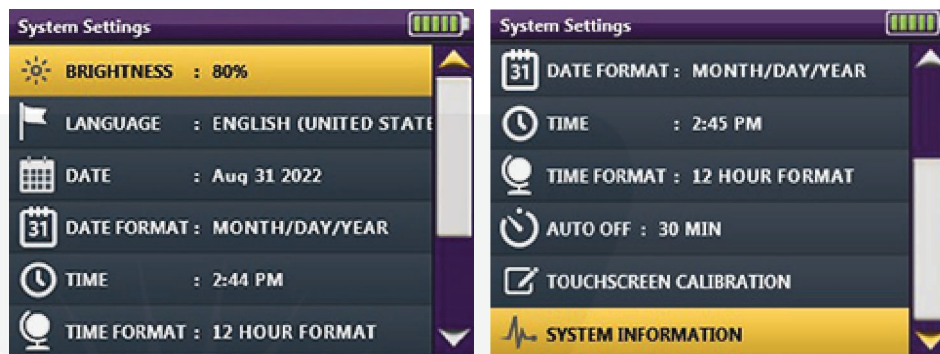 System Settings
BRIGHTNESS : 80%
LANGUAGE : ENGLISH (UNITED STATE
DATE : Aug 31 2022
31 DATE FORMAT : MONTH/DAY/YEAR
TIME : 2:44 PM
TIME FORMAT : 12 HOUR FORMAT
System Settings
31 DATE FORMAT : MONTH/DAY/YEAR
TIME : 2:45 PM
TIME FORMAT : 12 HOUR FORMAT
AUTO OFF : 30 MIN
TOUCHSCREEN CALIBRATION
SYSTEM INFORMATION